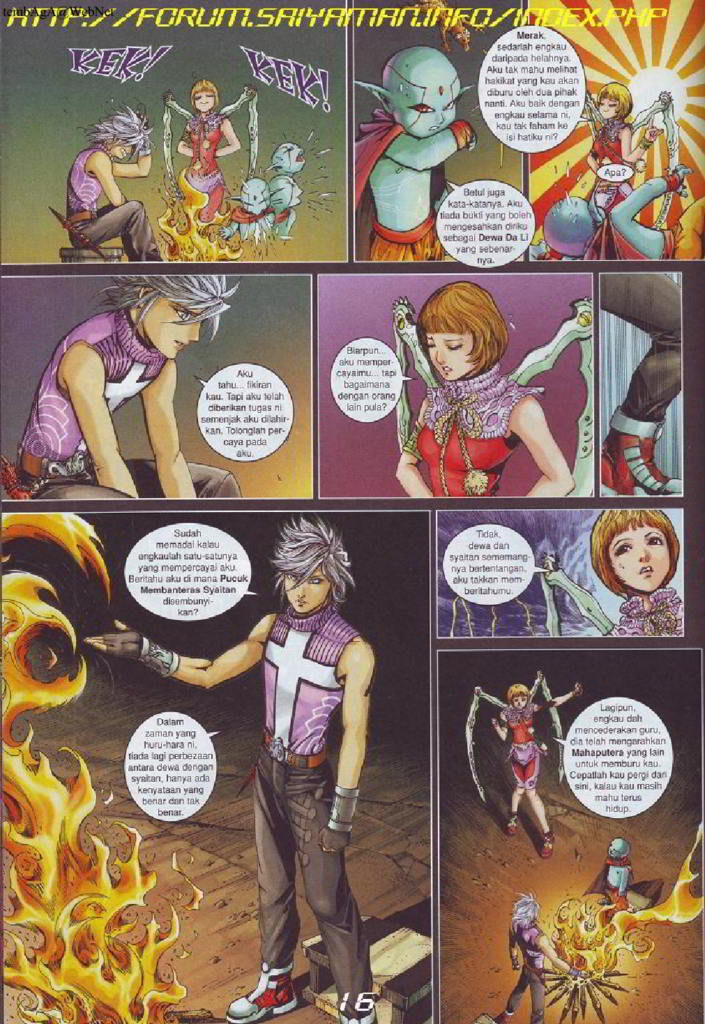 HTTP://FORUM.SAIYAMAN.INFO/INDEX.PHP
tembAgA@WebNet
KEK!
KEK!
Merak,
sedarlah engkau
daripada helahnya.
Aku tak mahu melihat
hakikat yang kau akan
diburu oleh dua pihak
nanti. Aku baik dengan
engkau selama ni,
kau tak faham ke
isi hatiku ni?
Apa?
Betul juga
kata-katanya. Aku
tiada bukti yang boleh
mengesahkan diriku
sebagai Dewa Da Li
yang sebenar-
nya.
Aku
tahu... fikiran
kau. Tapi aku telah
diberikan tugas ni
semenjak aku dilahir-
kan. Tolonglah per-
caya pada
aku.
Biarpun...
aku memper-
cayaimu... tapi
bagaimana
dengan orang
lain pula?
Sudah
memadai kalau
engkaulah satu-satunya
yang mempercayai aku.
Beritahu aku di mana Pucuk
Membanteras Syaitan
disembunyi-
kan?
Tidak,
dewa dan
syaitan sememang-
nya bertentangan,
aku takkan mem-
beritahumu.
Dalam
zaman yang
huru-hara ni,
tiada lagi perbezaan
antara dewa dengan
syaitan, hanya ada
kenyataan yang
benar dan tak
benar.
Lagipun,
engkau dah
mencederakan guru,
dia telah mengarahkan
Mahaputera yang lain
untuk memburu kau.
Cepatlah kau pergi dari
sini, kalau kau masih
mahu terus
hidup.
16